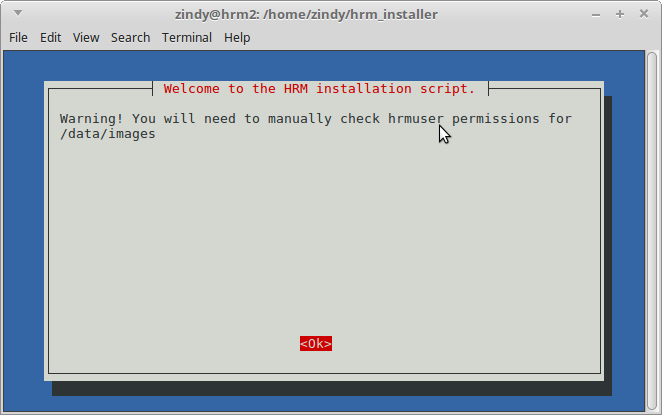 zindy@hrm2: /home/zindy/hrm_installer
File Edit View Search Terminal Help
Welcome to the HRM installation script.
Warning! You will need to manually check hrmuser permissions for
/data/images
<Ok>